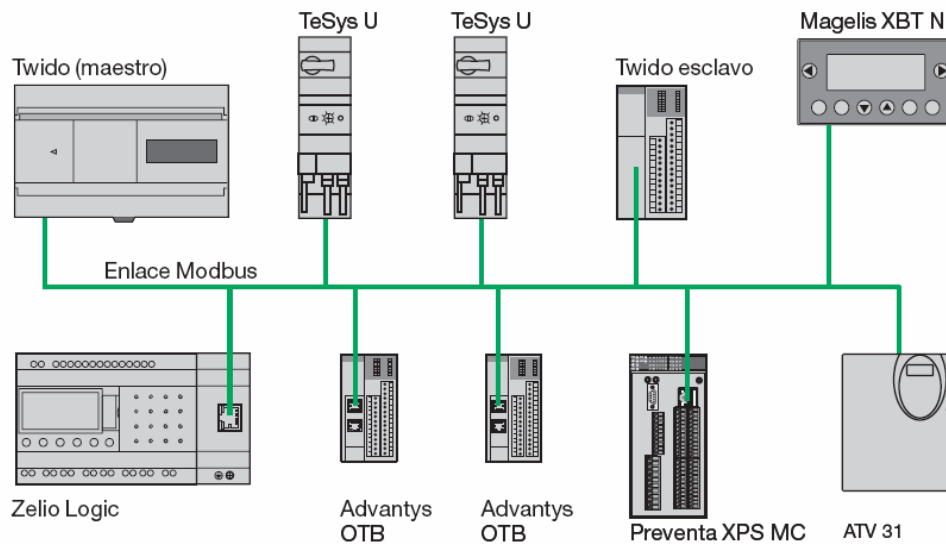 TeSys U
TeSys U
Magelis XBT N
Twido (maestro)
Twido esclavo
Enlace Modbus
Zelio Logic
Advantys
OTB
Advantys
OTB
Preventa XPS MC
ATV 31